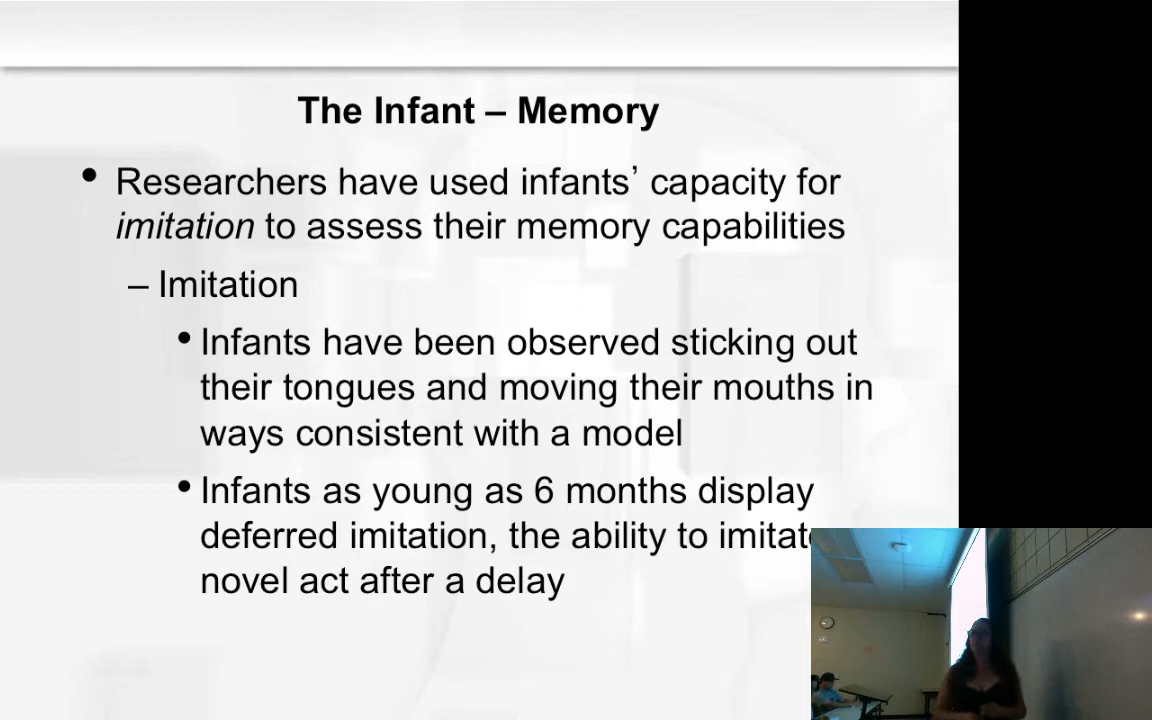 The Infant – Memory
• Researchers have used infants’ capacity for
imitation to assess their memory capabilities
– Imitation
• Infants have been observed sticking out
their tongues and moving their mouths in
ways consistent with a model
• Infants as young as 6 months display
deferred imitation, the ability to imitate
novel act after a delay